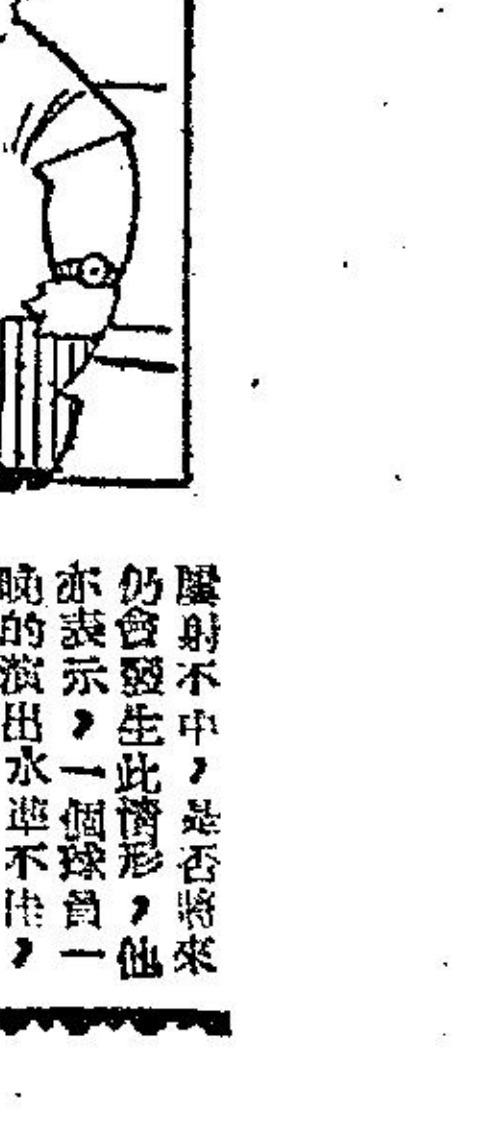 射不中，是否將來
仍會發生此情形，他
亦表示，一個球員一
晚的演出水準不佳，